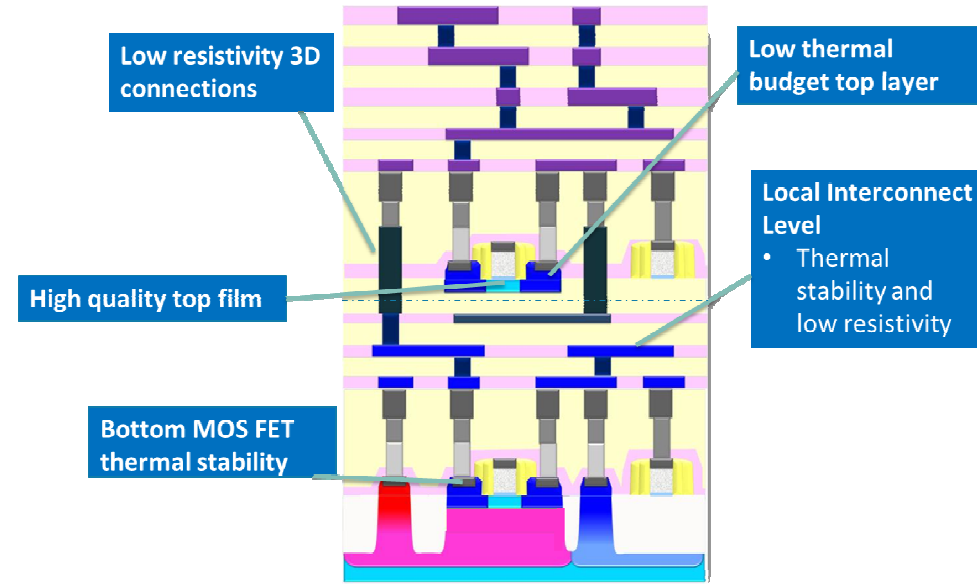 Low resistivity 3D
connections
Low thermal
budget top layer
Local Interconnect
Level
• Thermal
stability and
low resistivity
High quality top film
Bottom MOS FET
thermal stability